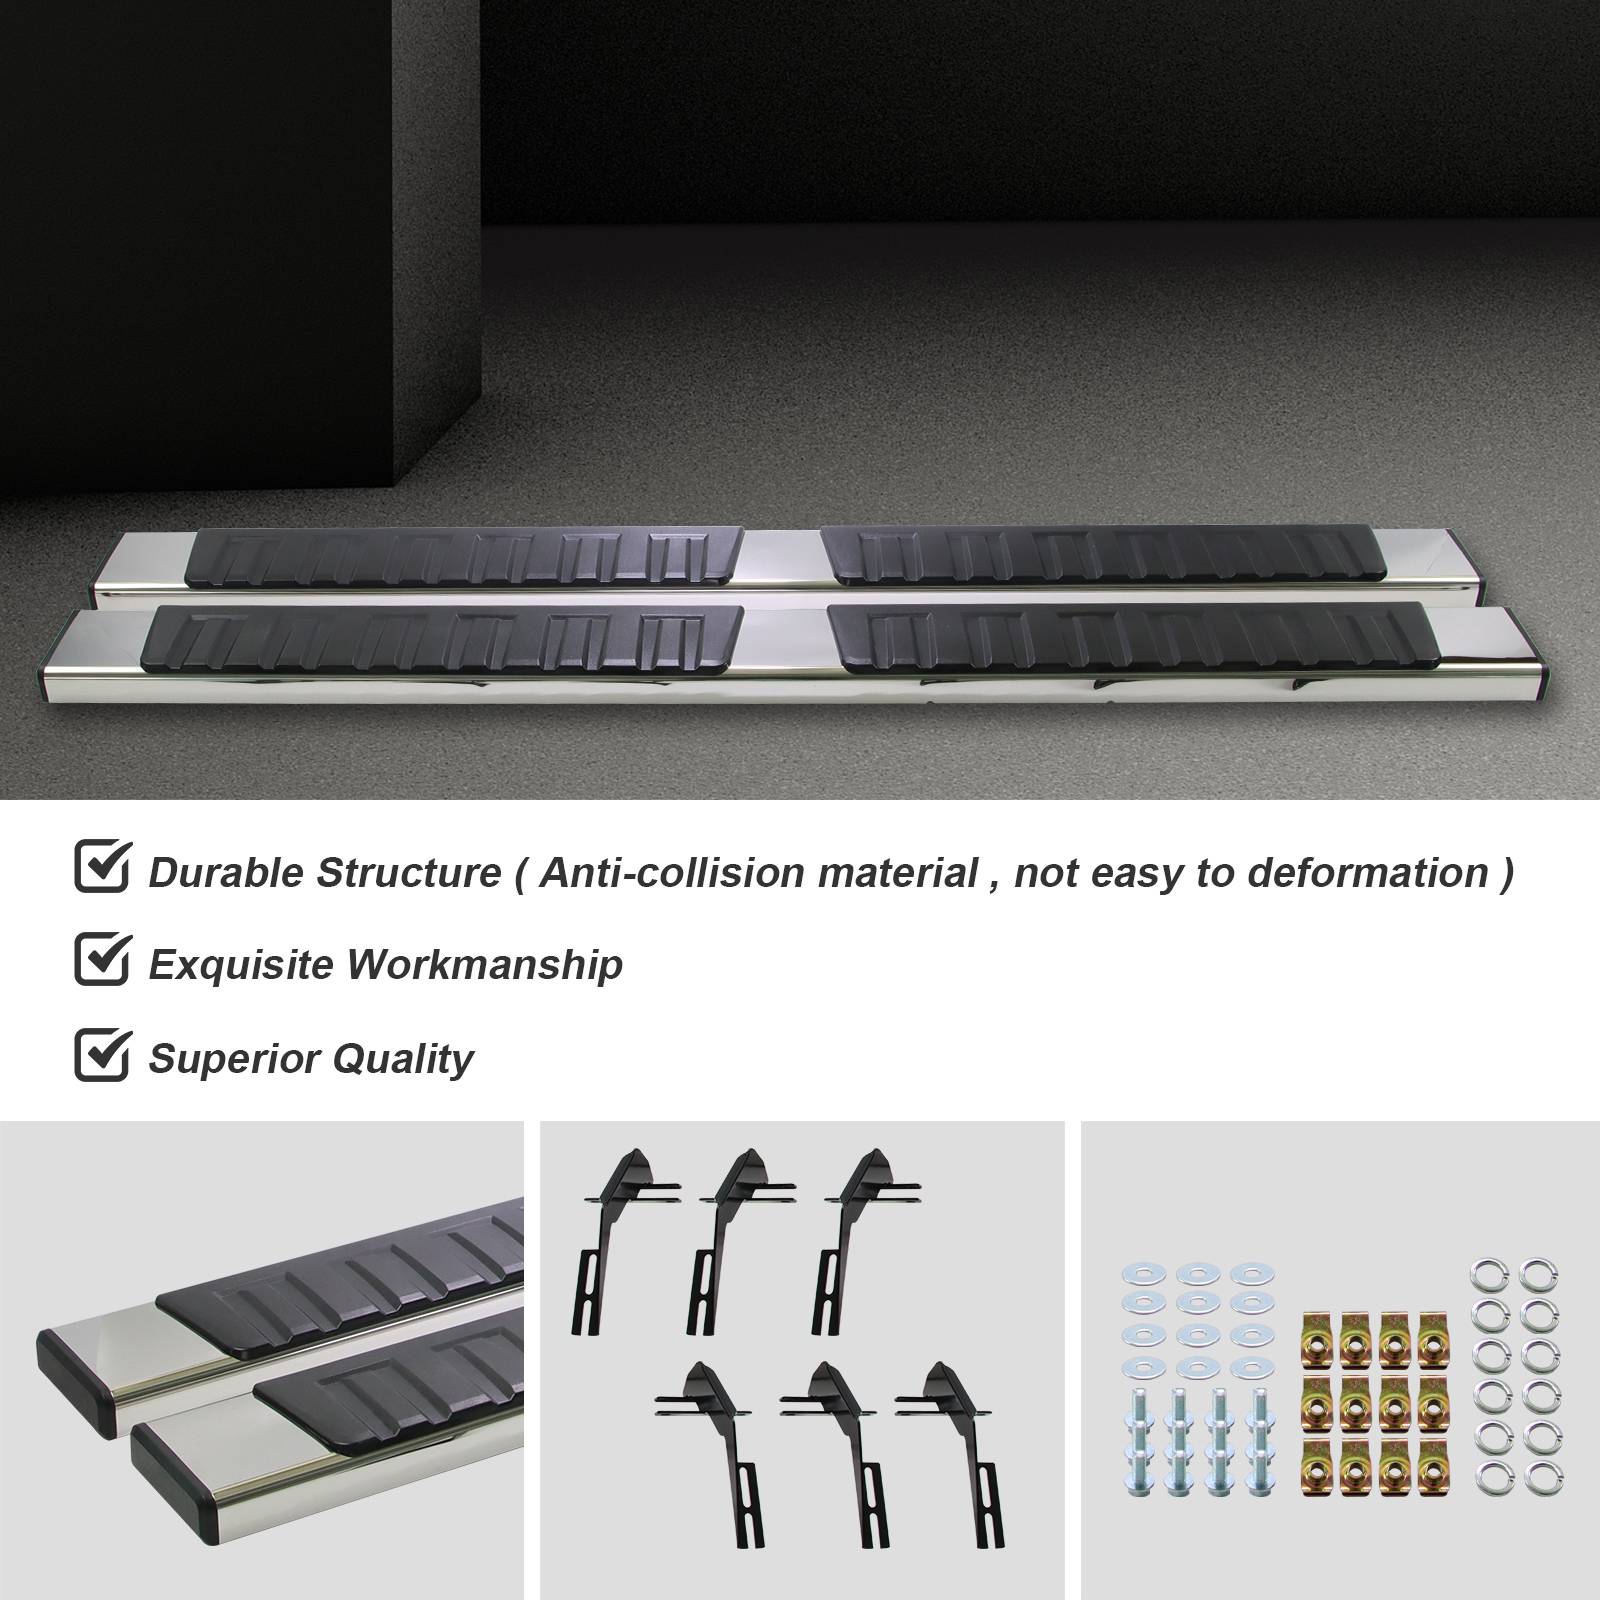 Durable Structure ( Anti-collision material , not easy to deformation )
Exquisite Workmanship
Superior Quality